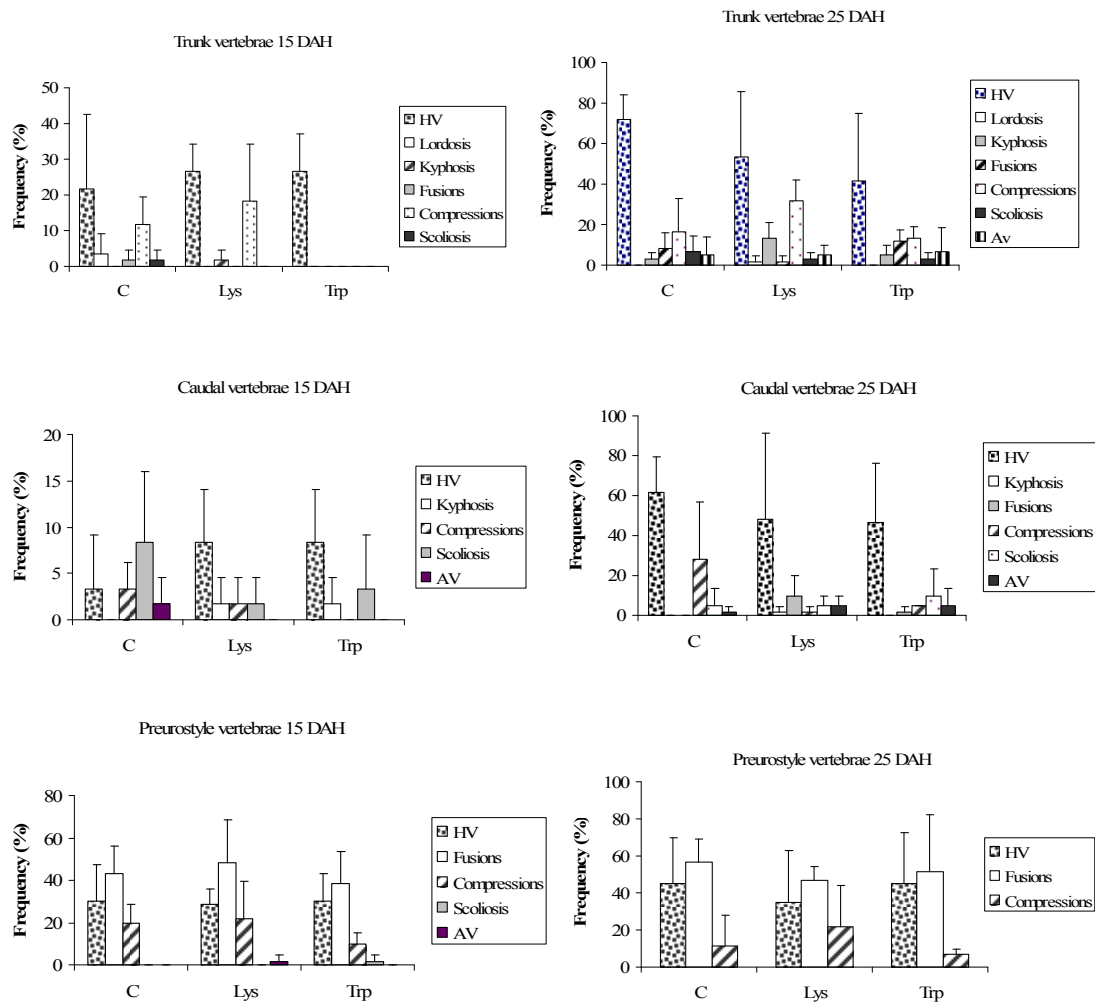 Trunk vertebrae 15 DAH
Frequency (%)
50
40
30
20
10
0
C Lys Trp
HV
Lordosis
Kyphosis
Fusions
Compressions
Scoliosis
Trunk vertebrae 25 DAH
Frequency (%)
100
80
60
40
20
0
C Lys Trp
HV
Lordosis
Kyphosis
Fusions
Compressions
Scoliosis
Av
Caudal vertebrae 15 DAH
Frequency (%)
20
15
10
5
0
C Lys Trp
HV
Kyphosis
Compressions
Scoliosis
AV
Caudal vertebrae 25 DAH
Frequency (%)
100
80
60
40
20
0
C Lys Trp
HV
Kyphosis
Fusions
Compressions
Scoliosis
AV
Preurostyle vertebrae 15 DAH
Frequency (%)
80
60
40
20
0
C Lys Trp
HV
Fusions
Compressions
Scoliosis
AV
Preurostyle vertebrae 25 DAH
Frequency (%)
100
80
60
40
20
0
C Lys Trp
HV
Fusions
Compressions